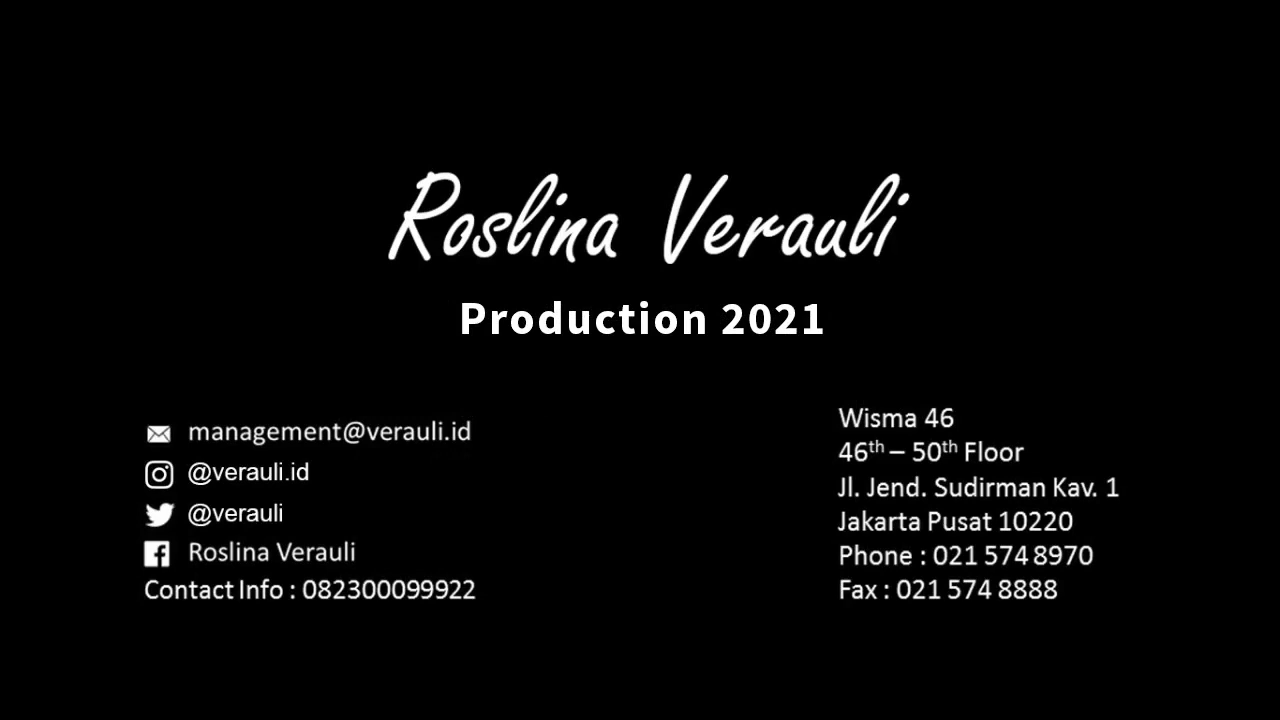 Roslina Verauli
Production 2021
management@verauli.id
@verauli.id
@verauli
Roslina Verauli
Contact Info : 082300099922
Wisma 46
46th – 50th Floor
Jl. Jend. Sudirman Kav. 1
Jakarta Pusat 10220
Phone : 021 574 8970
Fax : 021 574 8888